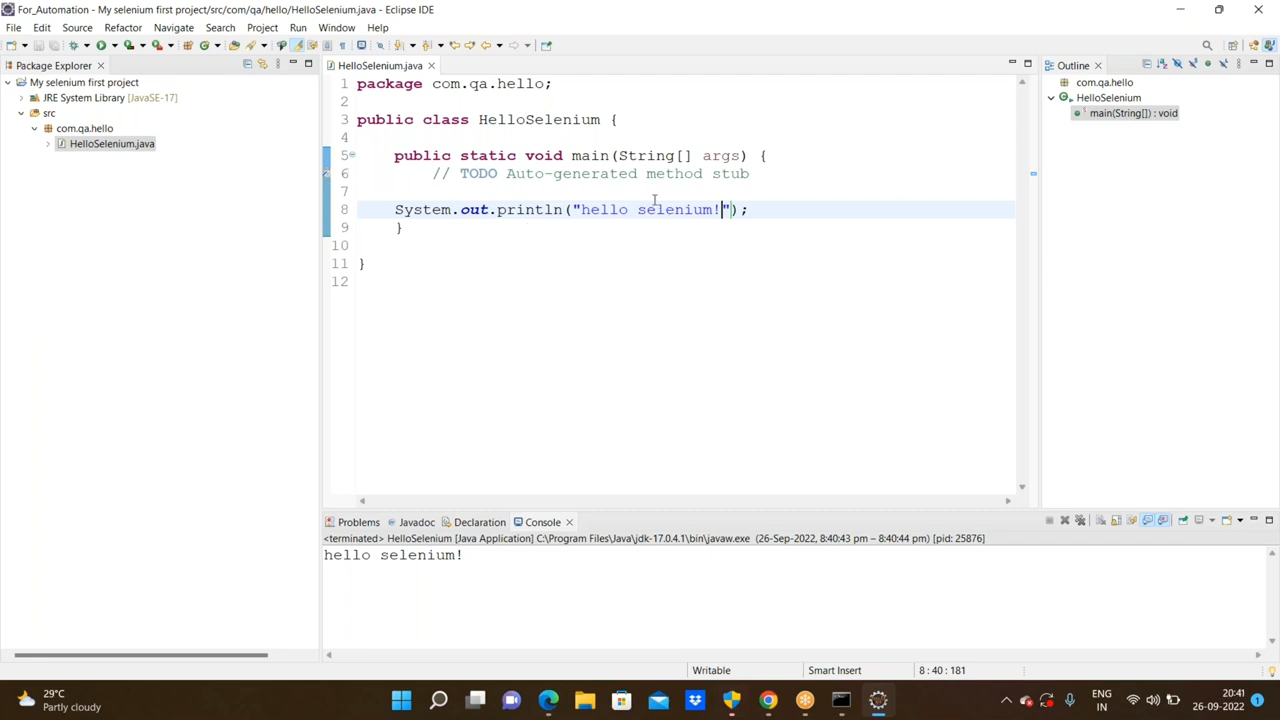 For_Automation - My selenium first project/src/com/qa/hello/HelloSelenium.java - Eclipse IDE
File Edit Source Refactor Navigate Search Project Run Window Help
Package Explorer
My selenium first project
JRE System Library [JavaSE-17]
src
com.qa.hello
HelloSelenium.java
HelloSelenium.java
1 package com.qa.hello;
2
3 public class HelloSelenium {
4
5 public static void main(String[] args) {
6 // TODO Auto-generated method stub
7
8 System.out.println("hello selenium!");
9 }
10
11 }
12
Outline
com.qa.hello
HelloSelenium
main(String[]) : void
Problems Javadoc Declaration Console
<terminated> HelloSelenium [Java Application] C:\Program Files\Java\jdk-17.0.4.1\bin\javaw.exe (26-Sep-2022, 8:40:43 pm – 8:40:44 pm) [pid: 25876]
hello selenium!
Writable Smart Insert 8 : 40 : 181
29°C
Partly cloudy
ENG
IN
20:41
26-09-2022
1